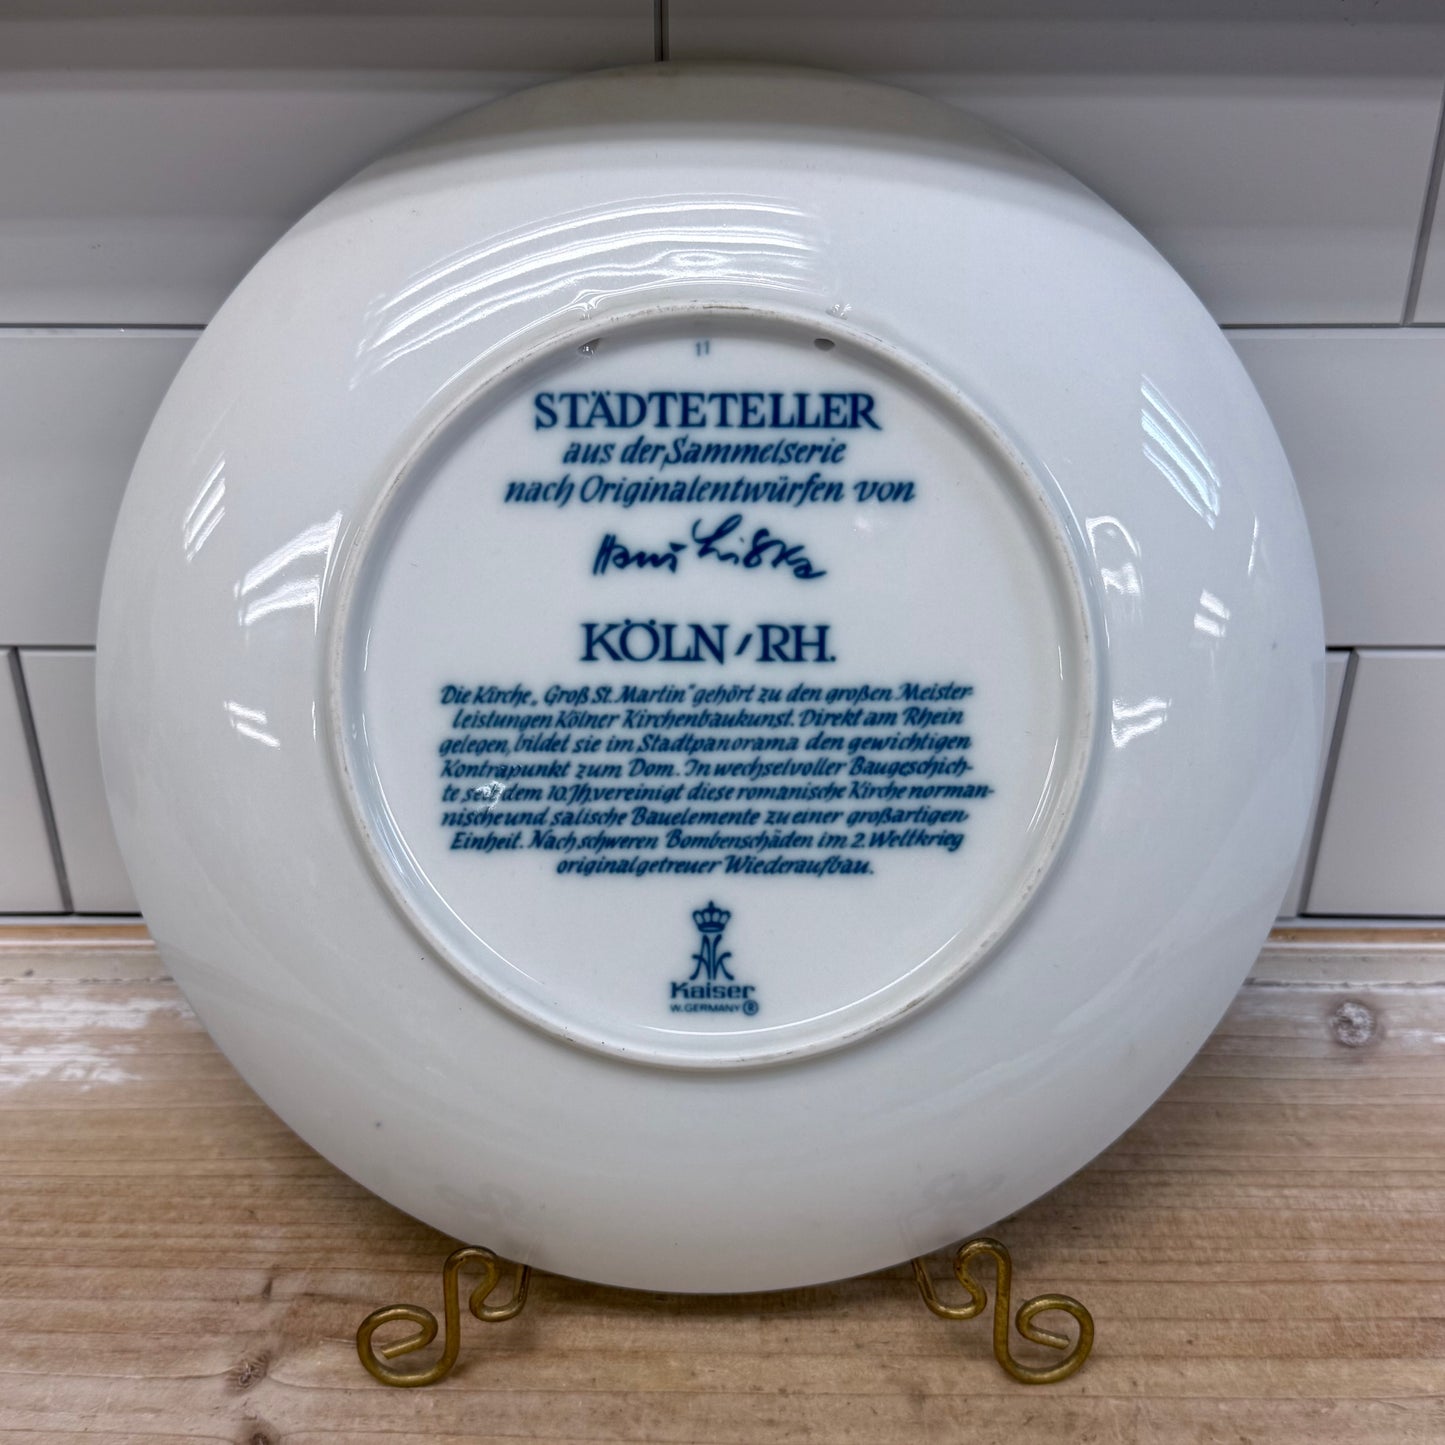 11
STÄDTETELLER
aus der Sammelserie
nach Originalentwürfen von
Hans Liska
KÖLN/RH.
Die Kirche „Groß St. Martin" gehört zu den großen Meister-
leistungen Kölner Kirchenbaukunst. Direkt am Rhein
gelegen, bildet sie im Stadtpanorama den gewichtigen
Kontrapunkt zum Dom. In wechselvoller Baugeschich-
te seit dem 10. Jh. vereinigt diese romanische Kirche norman-
nische und salische Bauelemente zu einer großartigen
Einheit. Nach schweren Bombenschäden im 2. Weltkrieg
originalgetreuer Wiederaufbau.
AK
Kaiser
W. GERMANY ®